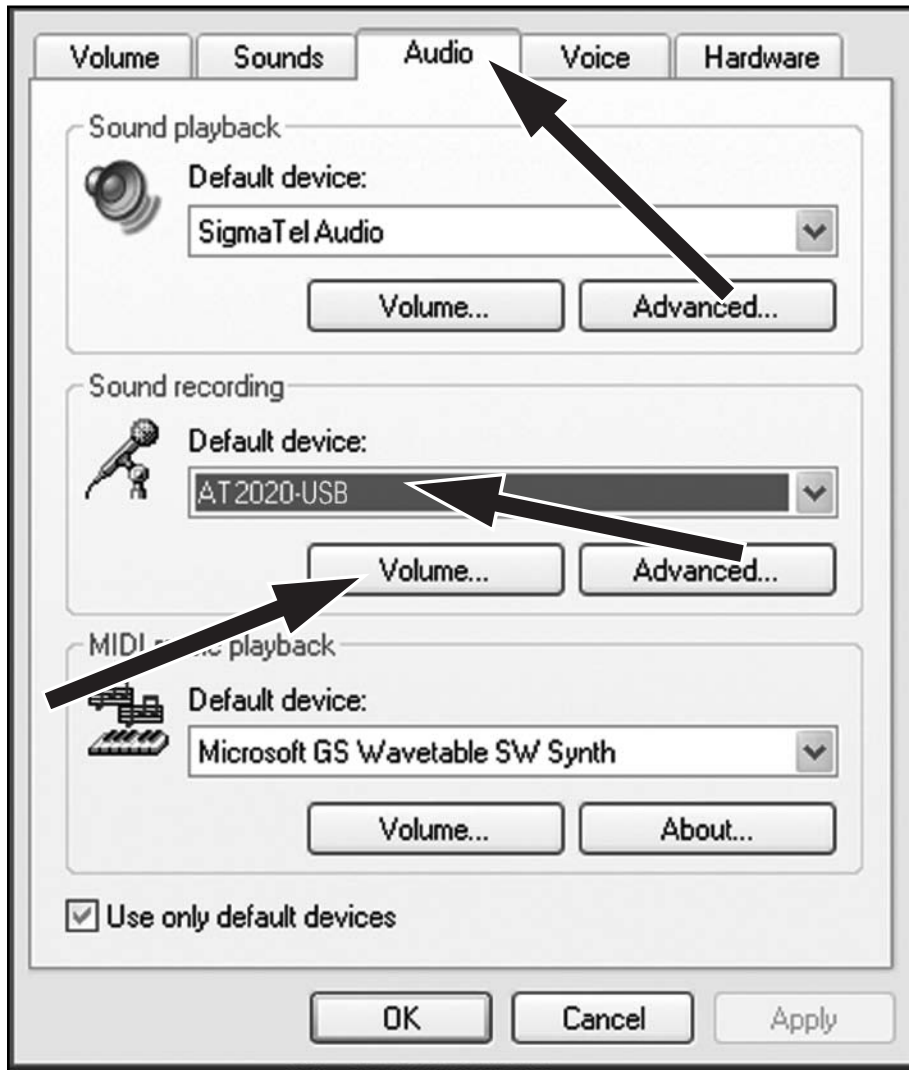 Volume Sounds Audio Voice Hardware
Sound playback
Default device:
SigmaTel Audio
Volume... Advanced...
Sound recording
Default device:
AT2020-USB
Volume... Advanced...
MIDI playback
Default device:
Microsoft GS Wavetable SW Synth
Volume... About...
Use only default devices
OK Cancel Apply